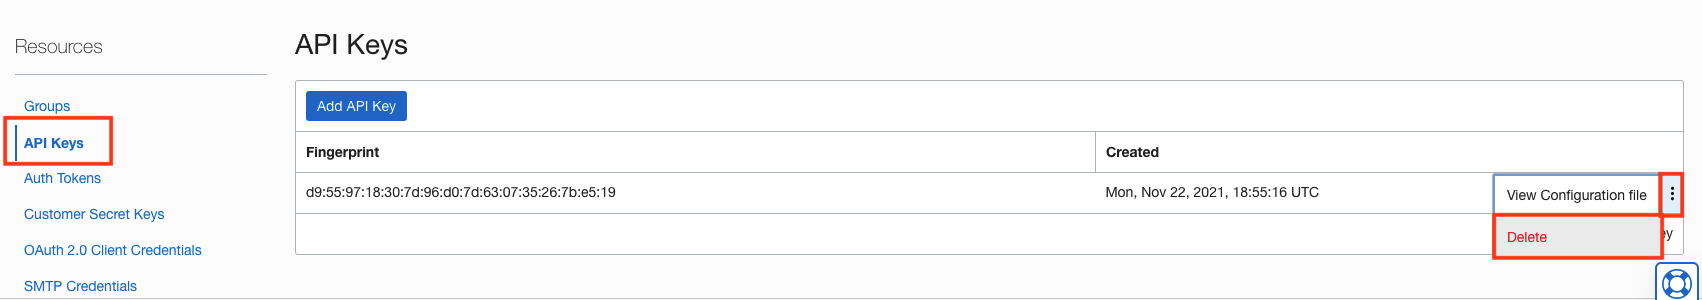 Resources
Groups
API Keys
Auth Tokens
Customer Secret Keys
OAuth 2.0 Client Credentials
SMTP Credentials
API Keys
Add API Key
Fingerprint Created
d9:55:97:18:30:7d:96:d0:7d:63:07:35:26:7b:e5:19 Mon, Nov 22, 2021, 18:55:16 UTC
View Configuration file
Delete